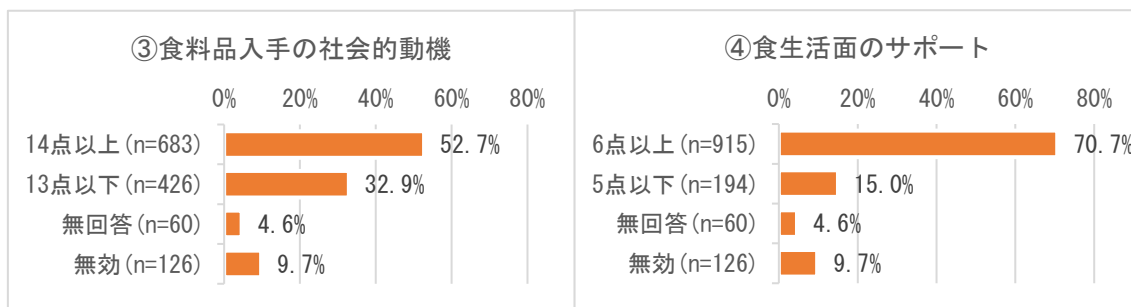 ③食料品入手の社会的動機
0% 20% 40% 60% 80%
14点以上(n=683) 52.7%
13点以下(n=426) 32.9%
無回答(n=60) 4.6%
無効(n=126) 9.7%
④食生活面のサポート
0% 20% 40% 60% 80%
6点以上(n=915) 70.7%
5点以下(n=194) 15.0%
無回答(n=60) 4.6%
無効(n=126) 9.7%